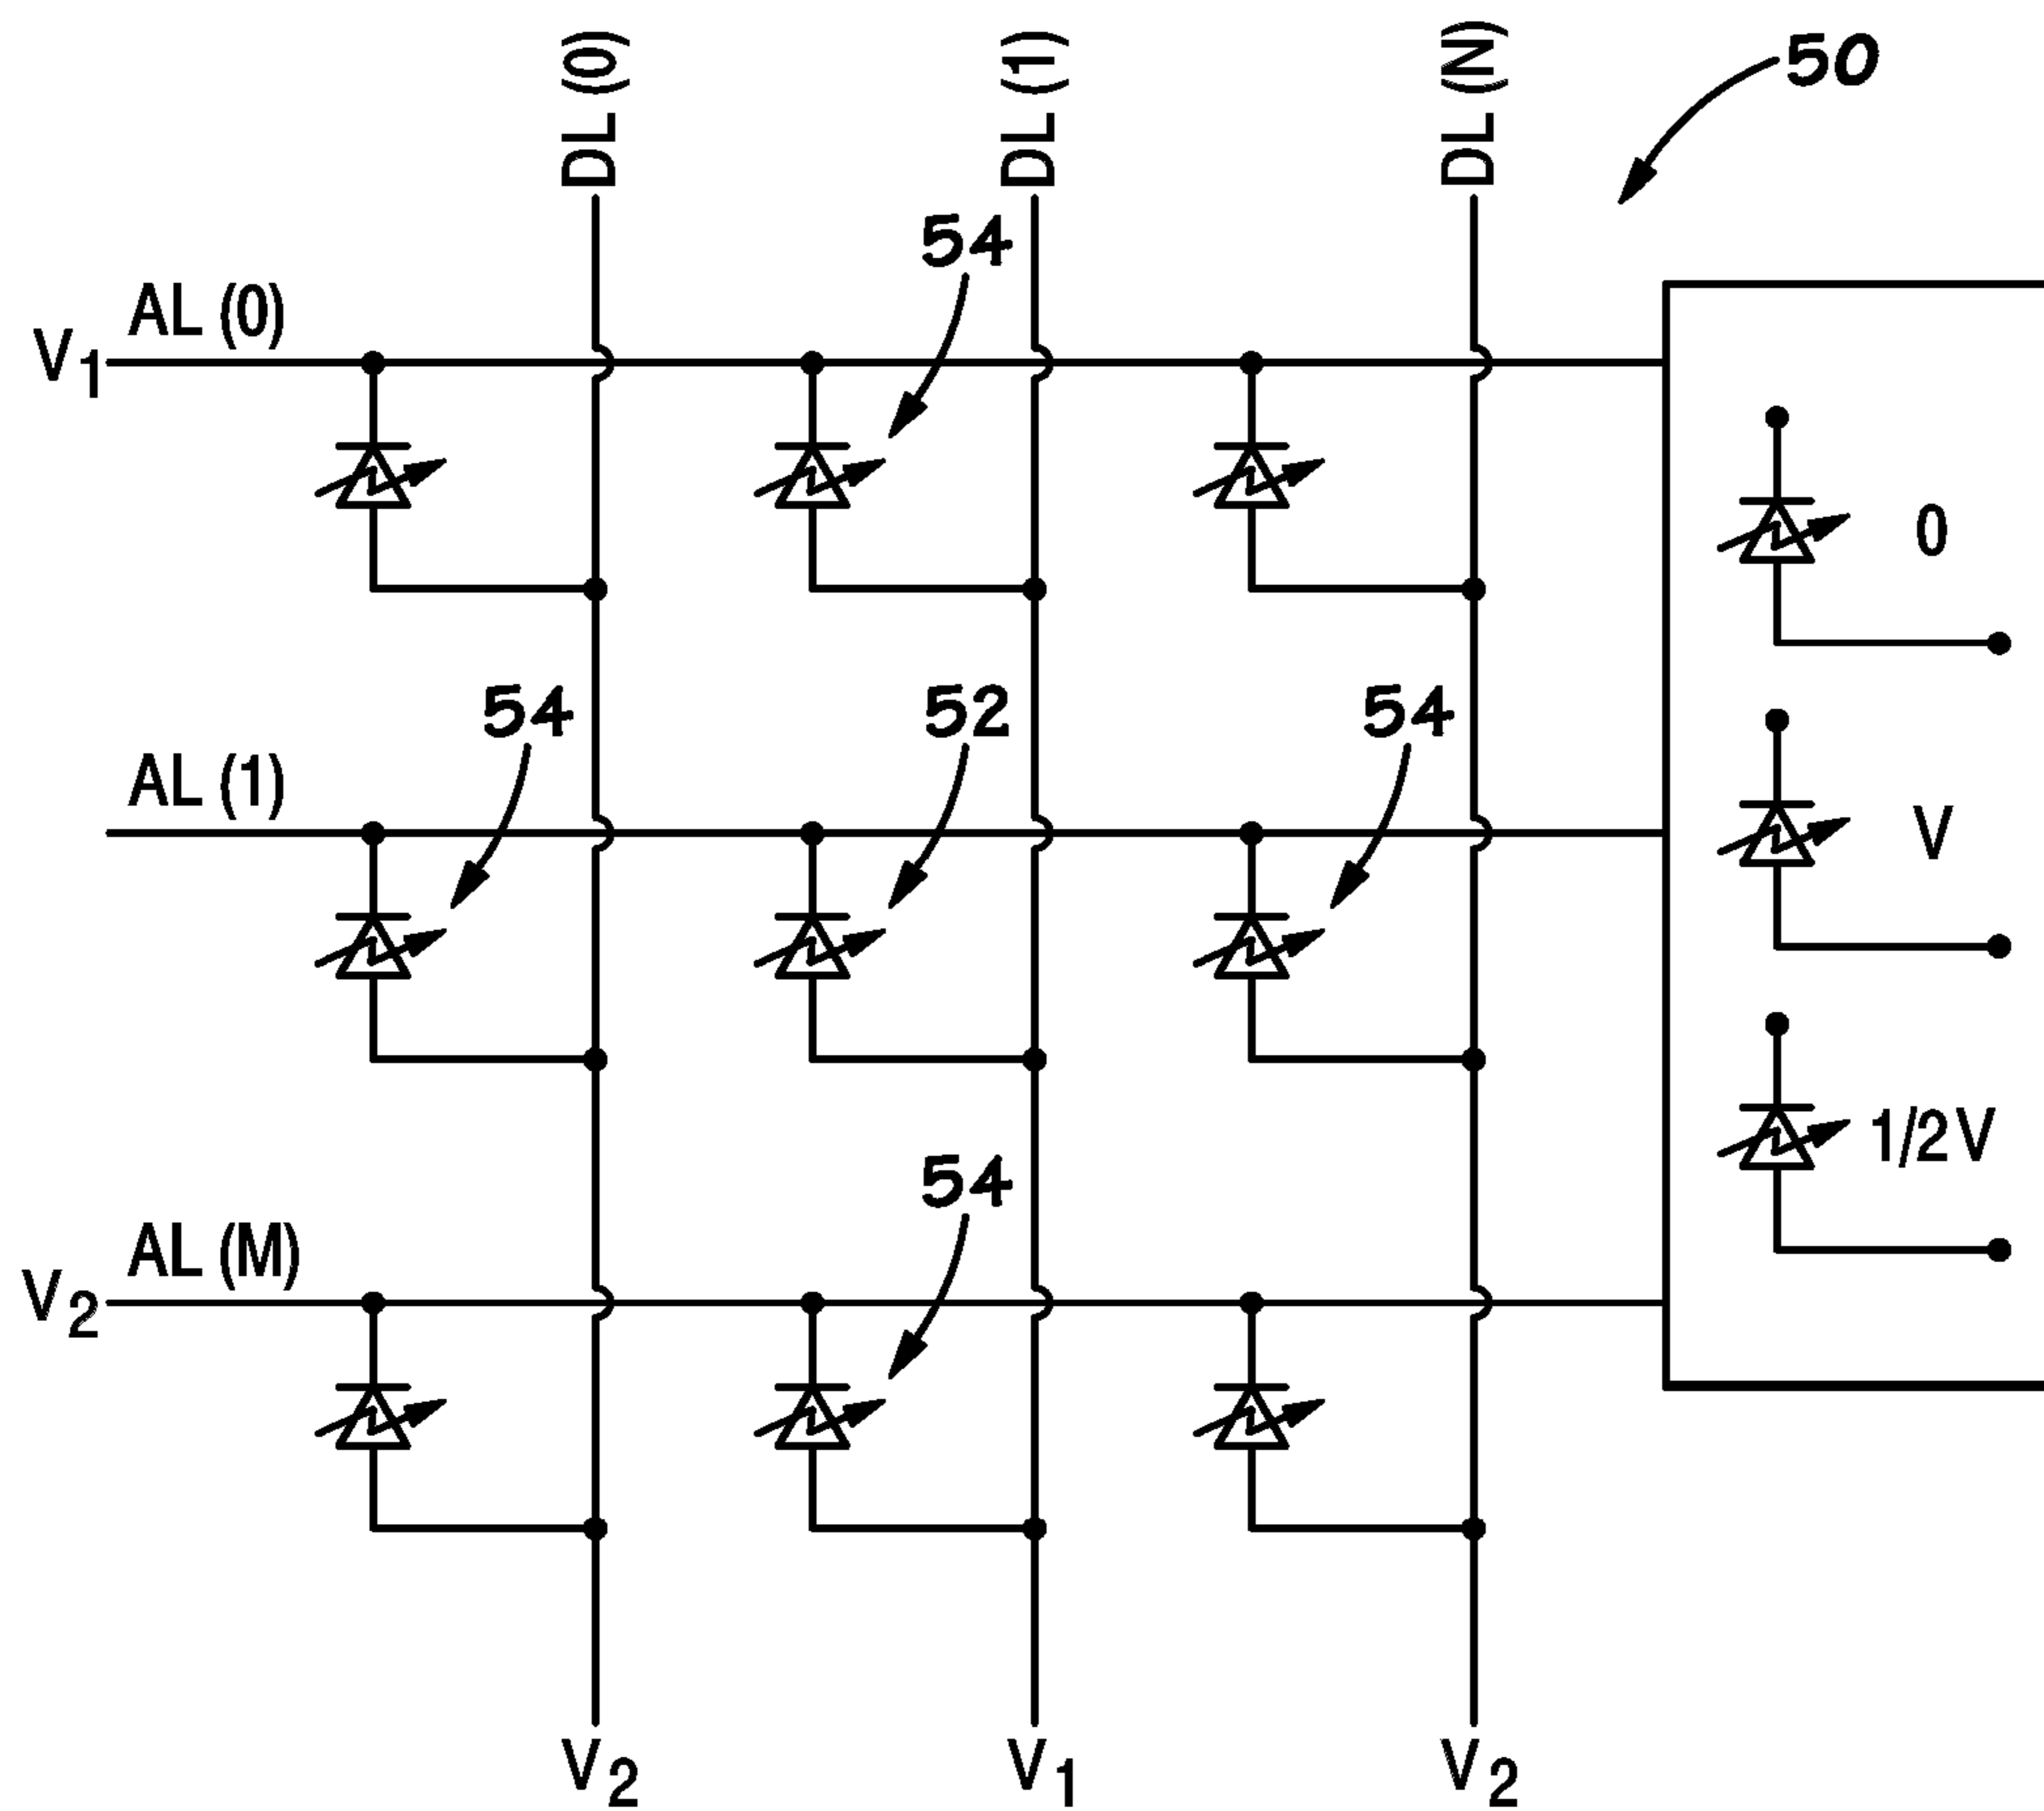 DL (0)
DL (1)
DL (N)
50
54
AL (0)
V1
0
54
52
54
AL (1)
V
54
1/2V
AL (M)
V2
V2
V1
V2